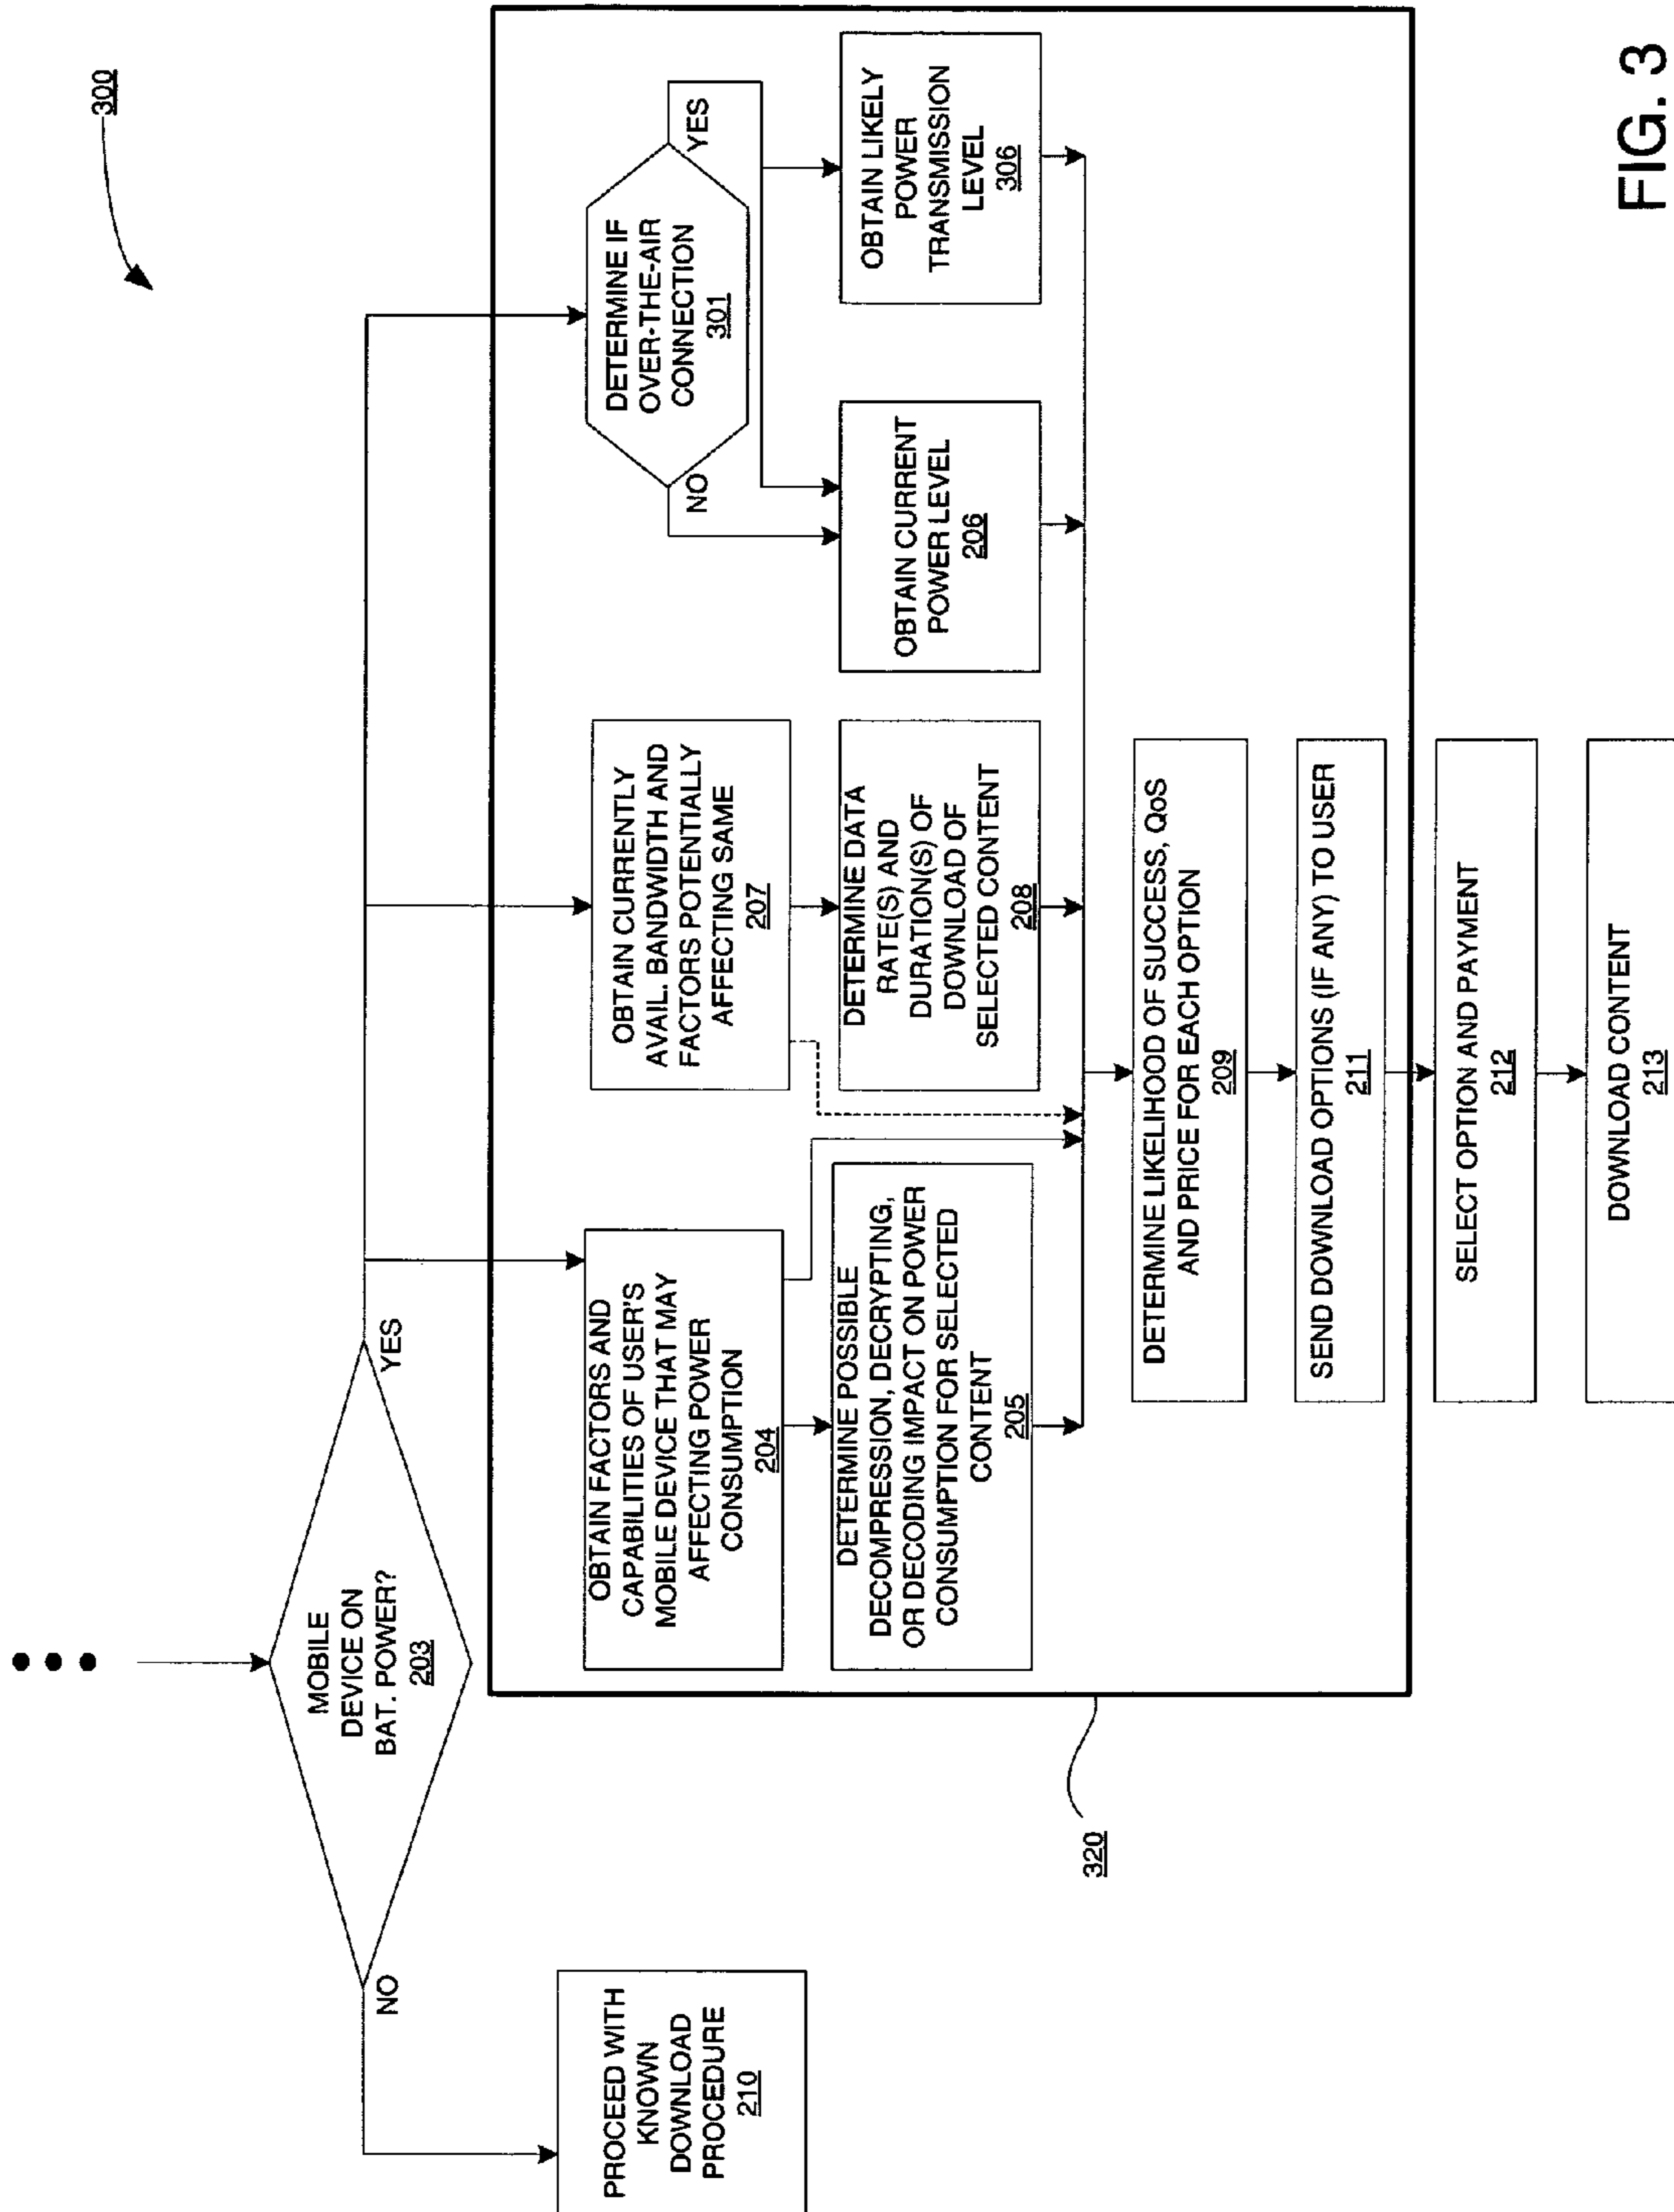 300
MOBILE
DEVICE ON
BAT. POWER?
203
NO
YES
PROCEED WITH
KNOWN
DOWNLOAD
PROCEDURE
210
OBTAIN FACTORS AND
CAPABILITIES OF USER'S
MOBILE DEVICE THAT MAY
AFFECTING POWER
CONSUMPTION
204
OBTAIN CURRENTLY
AVAIL. BANDWIDTH AND
FACTORS POTENTIALLY
AFFECTING SAME
207
DETERMINE IF
OVER-THE-AIR
CONNECTION
301
NO
YES
DETERMINE POSSIBLE
DECOMPRESSION, DECRYPTING,
OR DECODING IMPACT ON POWER
CONSUMPTION FOR SELECTED
CONTENT
205
DETERMINE DATA
RATE(S) AND
DURATION(S) OF
DOWNLOAD OF
SELECTED CONTENT
208
OBTAIN CURRENT
POWER LEVEL
206
OBTAIN LIKELY
POWER
TRANSMISSION
LEVEL
306
320
DETERMINE LIKELIHOOD OF SUCCESS, QoS
AND PRICE FOR EACH OPTION
209
SEND DOWNLOAD OPTIONS (IF ANY) TO USER
211
SELECT OPTION AND PAYMENT
212
DOWNLOAD CONTENT
213
FIG. 3